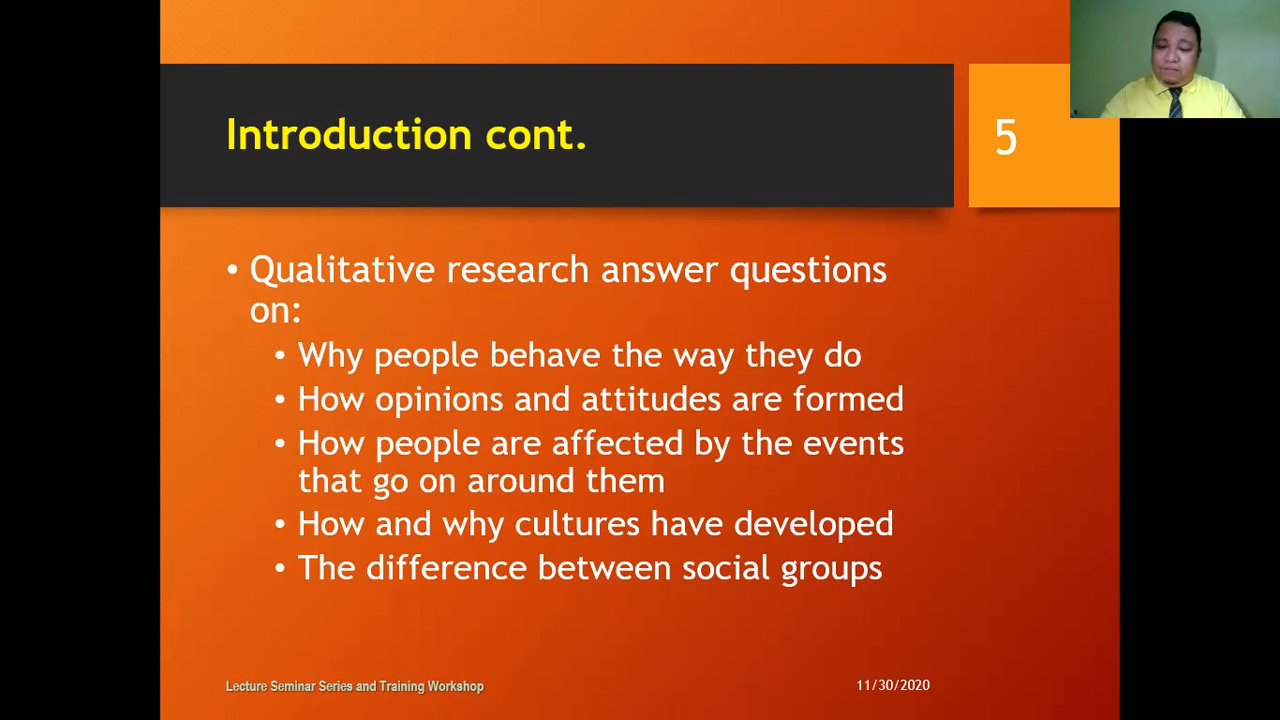 Introduction cont.
5
• Qualitative research answer questions
on:
• Why people behave the way they do
• How opinions and attitudes are formed
• How people are affected by the events
that go on around them
• How and why cultures have developed
• The difference between social groups
Lecture Seminar Series and Training Workshop
11/30/2020